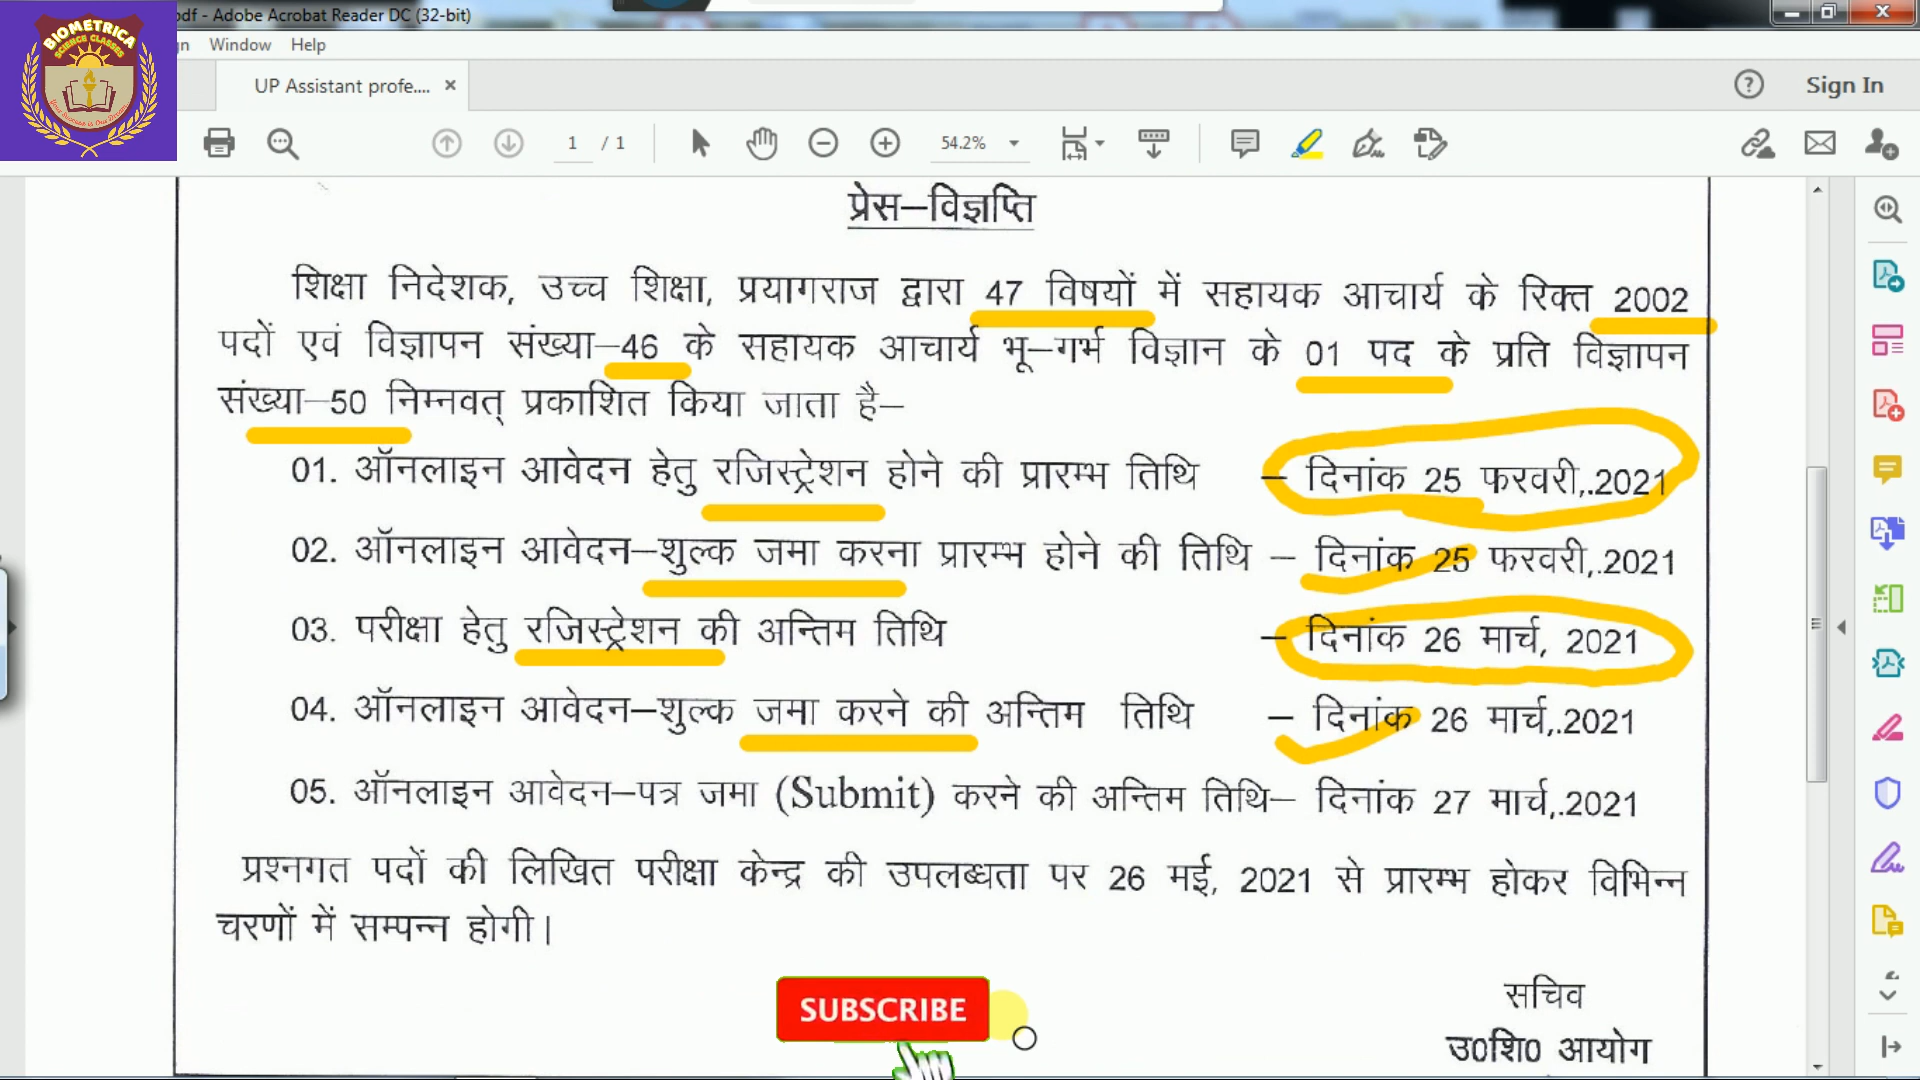 .pdf - Adobe Acrobat Reader DC (32-bit)
Window Help
BIOMETRICA
SCIENCE CLASSES
UP Assistant profe.... ×
Sign In
1 / 1
54.2%
प्रेस–विज्ञप्ति
शिक्षा निदेशक, उच्च शिक्षा, प्रयागराज द्वारा 47 विषयों में सहायक आचार्य के रिक्त 2002
पदों एवं विज्ञापन संख्या–46 के सहायक आचार्य भू–गर्भ विज्ञान के 01 पद के प्रति विज्ञापन
संख्या–50 निम्नवत् प्रकाशित किया जाता है–
01. ऑनलाइन आवेदन हेतु रजिस्ट्रेशन होने की प्रारम्भ तिथि – दिनांक 25 फरवरी,.2021
02. ऑनलाइन आवेदन–शुल्क जमा करना प्रारम्भ होने की तिथि – दिनांक 25 फरवरी,.2021
03. परीक्षा हेतु रजिस्ट्रेशन की अन्तिम तिथि – दिनांक 26 मार्च, 2021
04. ऑनलाइन आवेदन–शुल्क जमा करने की अन्तिम तिथि – दिनांक 26 मार्च,.2021
05. ऑनलाइन आवेदन–पत्र जमा (Submit) करने की अन्तिम तिथि– दिनांक 27 मार्च,.2021
प्रश्नगत पदों की लिखित परीक्षा केन्द्र की उपलब्धता पर 26 मई, 2021 से प्रारम्भ होकर विभिन्न
चरणों में सम्पन्न होगी।
SUBSCRIBE
सचिव
उ0शि0 आयोग